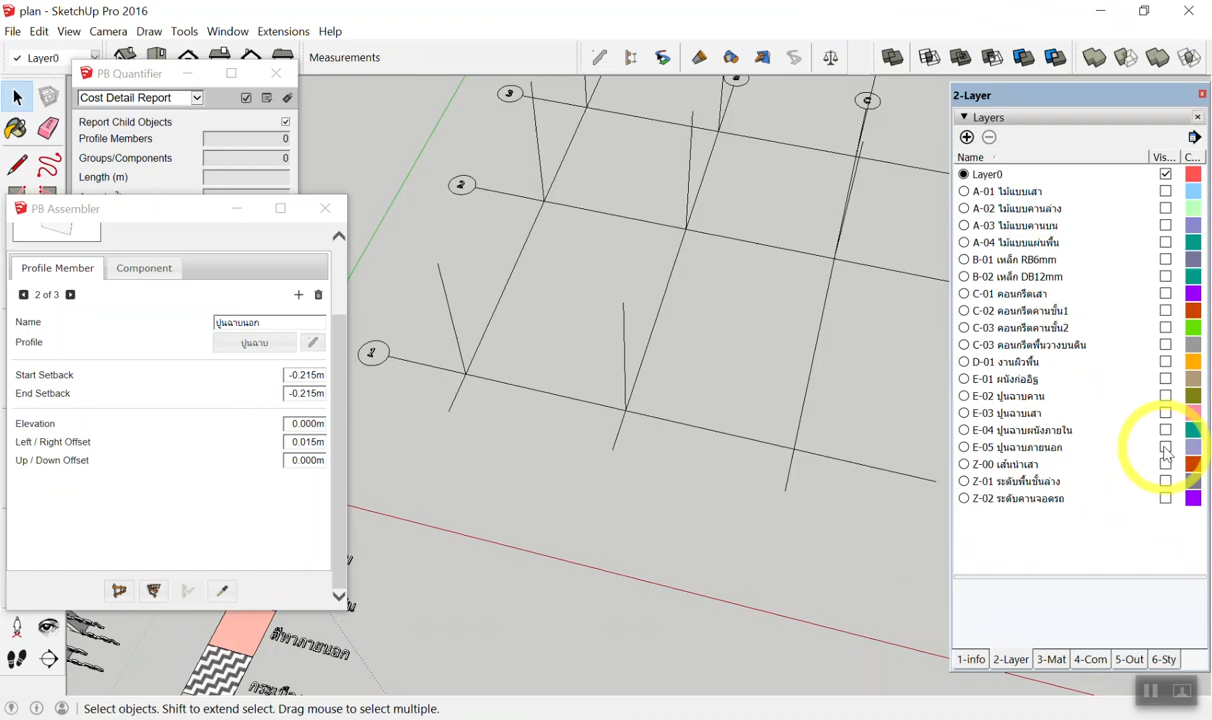 plan - SketchUp Pro 2016
File Edit View Camera Draw Tools Window Extensions Help
Layer0
Measurements
PB Quantifier
Cost Detail Report
Report Child Objects
Profile Members 0
Groups/Components 0
Length (m)
PB Assembler
Profile Member Component
2 of 3
Name ปูนฉาบนอก
Profile ปูนฉาบ
Start Setback -0.215m
End Setback -0.215m
Elevation 0.000m
Left / Right Offset 0.015m
Up / Down Offset 0.000m
3
C
2
1
สีทาภายนอก
2-Layer
Layers
Name Vis... C...
Layer0
A-01 ไม้แบบเสา
A-02 ไม้แบบคานล่าง
A-03 ไม้แบบคานบน
A-04 ไม้แบบแผ่นพื้น
B-01 เหล็ก RB6mm
B-02 เหล็ก DB12mm
C-01 คอนกรีตเสา
C-02 คอนกรีตคานชั้น1
C-03 คอนกรีตคานชั้น2
C-03 คอนกรีตพื้นวางบนดิน
D-01 งานผิวพื้น
E-01 ผนังก่ออิฐ
E-02 ปูนฉาบคาน
E-03 ปูนฉาบเสา
E-04 ปูนฉาบผนังภายใน
E-05 ปูนฉาบภายนอก
Z-00 เส้นนำเสา
Z-01 ระดับพื้นชั้นล่าง
Z-02 ระดับคานจอดรถ
1-info 2-Layer 3-Mat 4-Com 5-Out 6-Sty
Select objects. Shift to extend select. Drag mouse to select multiple.